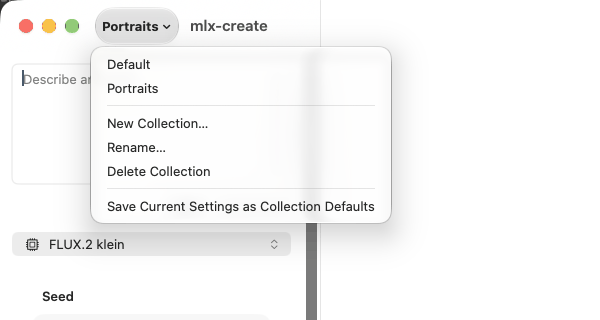 Portraits
mlx-create
Default
Portraits
New Collection...
Rename...
Delete Collection
Save Current Settings as Collection Defaults
Describe
FLUX.2 klein
Seed